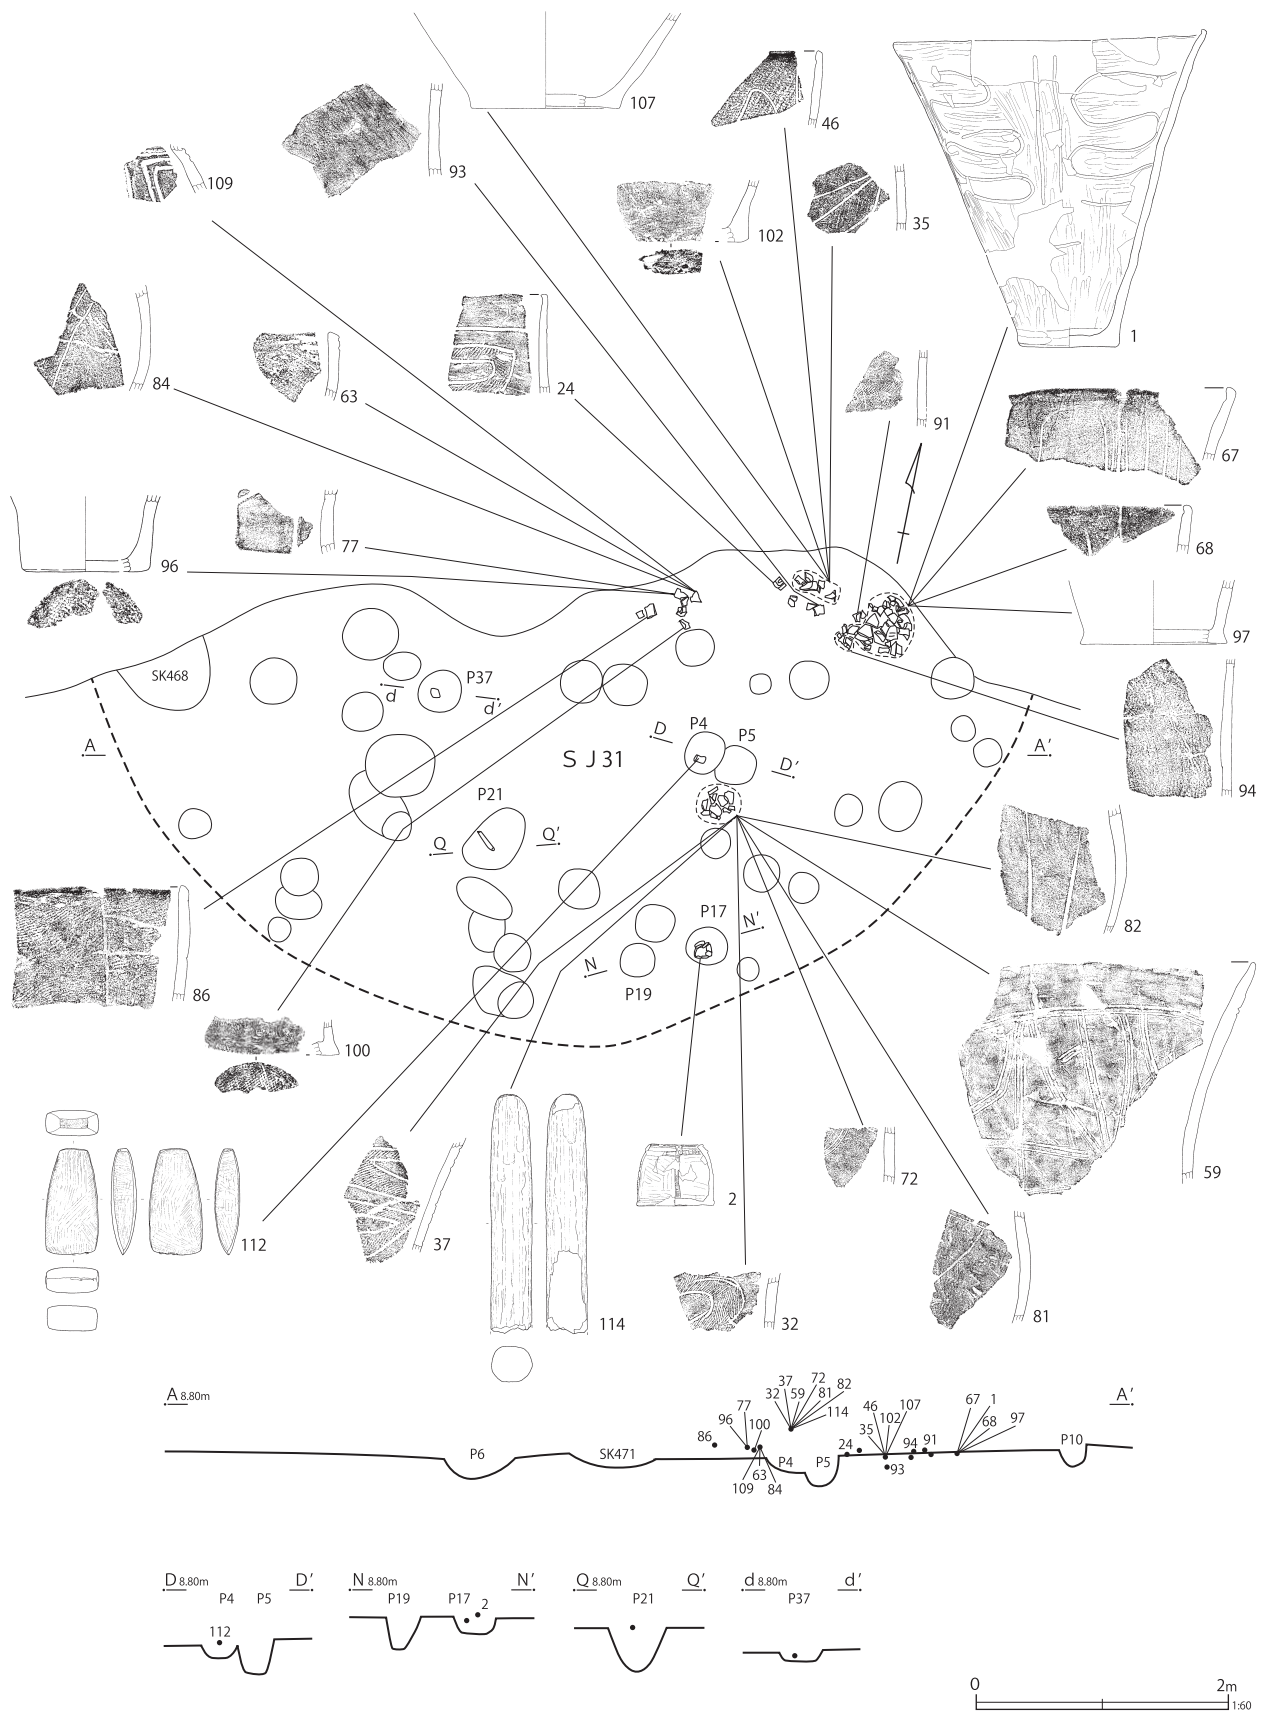 107
46
93
109
35
102
1
84
63
24
91
67
77
68
96
97
SK468
P37
d
d′
94
P4
P5
D
D′
A
A′
SJ31
P21
Q
Q′
82
P17
N′
N
P19
86
100
59
72
2
112
37
114
32
81
A 8.80m
A′
37 72
82
32 59 81
77
96 100
114
86
46 107
102
35
67 1
68 97
24 94 91
P10
P6
SK471
P4 P5
63
93
109 84
D 8.80m D′
P4 P5
112
N 8.80m N′
P19 P17 2
Q 8.80m Q′
P21
d 8.80m d′
P37
0 2m
1:60